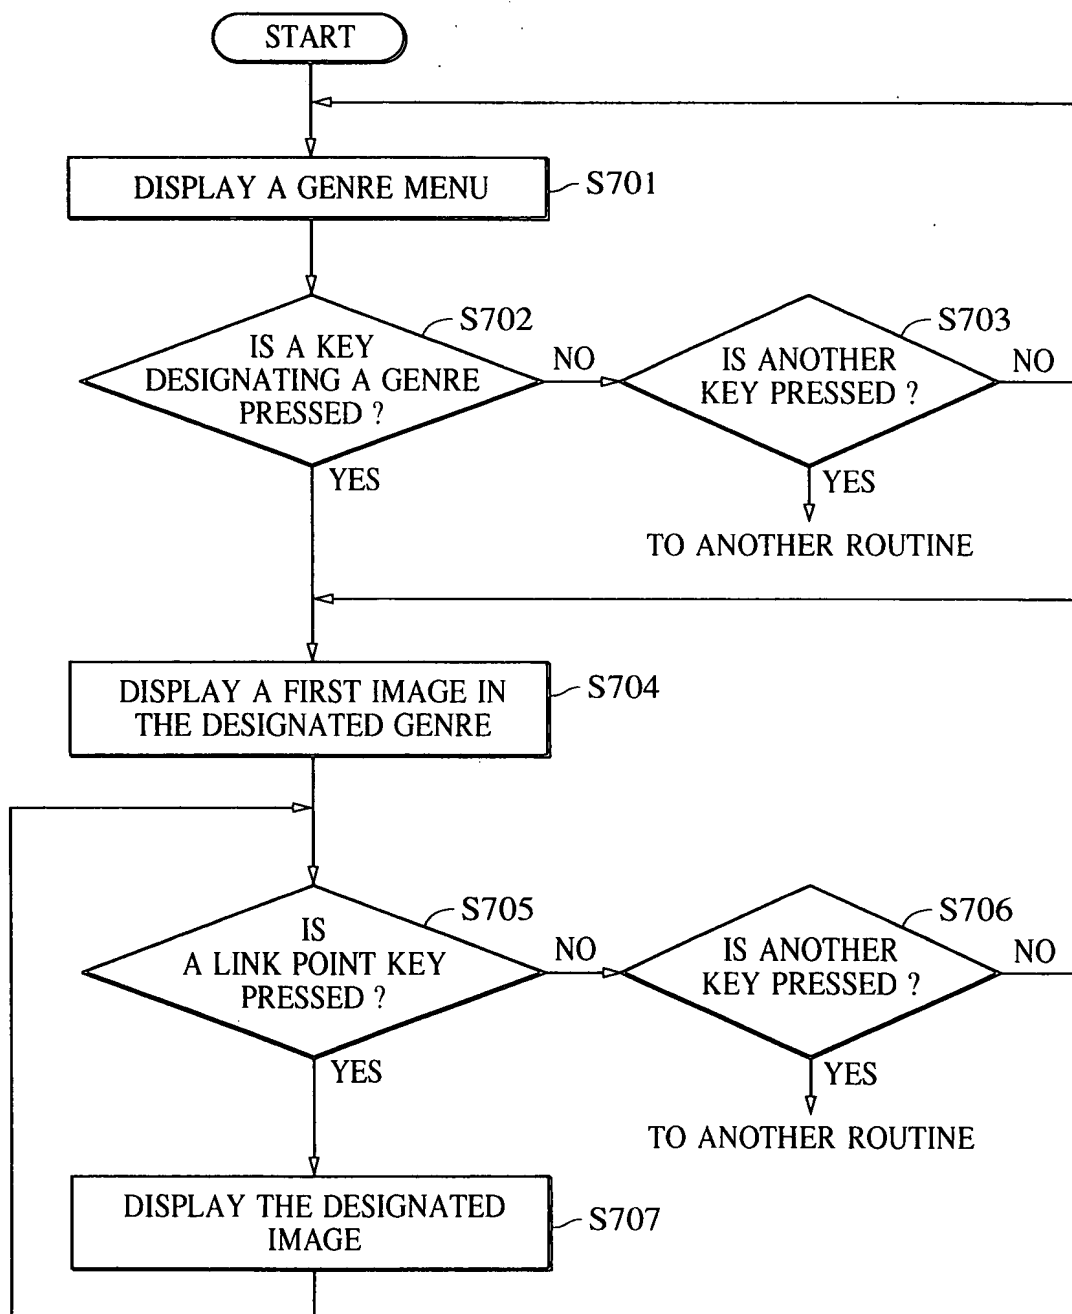 START
DISPLAY A GENRE MENU
S701
S702
IS A KEY
DESIGNATING A GENRE
PRESSED ?
NO
S703
IS ANOTHER
KEY PRESSED ?
NO
YES
YES
TO ANOTHER ROUTINE
DISPLAY A FIRST IMAGE IN
THE DESIGNATED GENRE
S704
S705
IS
A LINK POINT KEY
PRESSED ?
NO
S706
IS ANOTHER
KEY PRESSED ?
NO
YES
YES
TO ANOTHER ROUTINE
DISPLAY THE DESIGNATED
IMAGE
S707